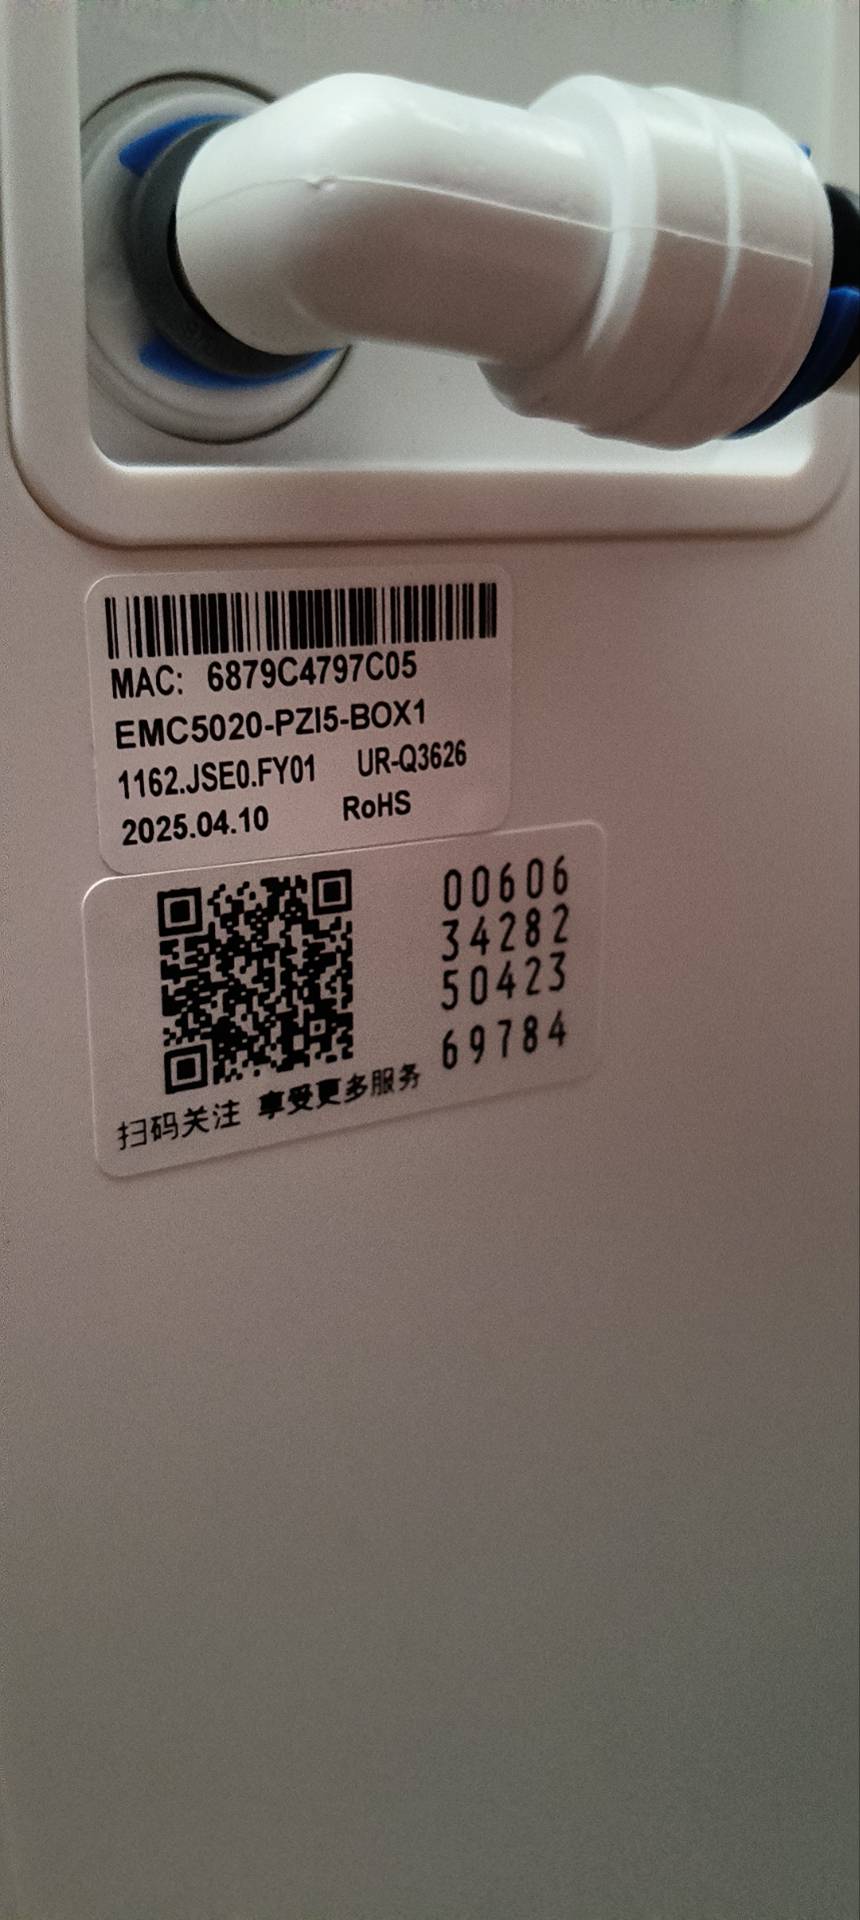 MAC: 6879C4797C05
EMC5020-PZI5-BOX1
1162.JSE0.FY01 UR-Q3626
2025.04.10 RoHS
00606
34282
50423
69784
扫码关注 享受更多服务